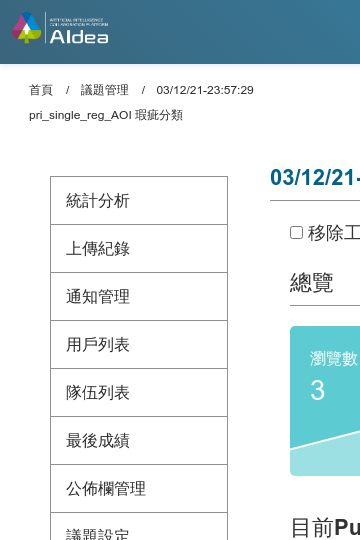 ARTIFICIAL INTELLIGENCE
COLLABORATION PLATFORM
AIdea
首頁 / 議題管理 / 03/12/21-23:57:29
pri_single_reg_AOI 瑕疵分類
統計分析
上傳紀錄
通知管理
用戶列表
隊伍列表
最後成績
公佈欄管理
議題設定
03/12/21-
移除工
總覽
瀏覽數
3
目前Pu